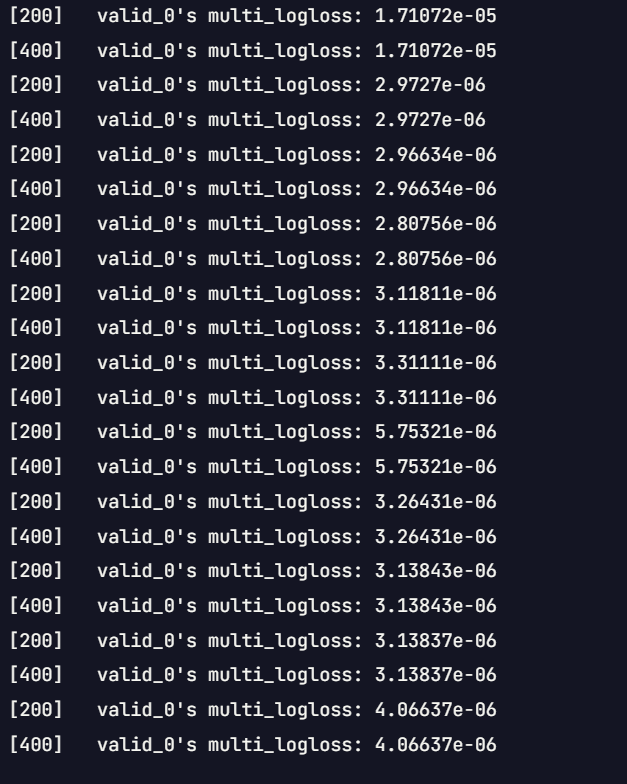 [200]   valid_0's multi_logloss: 1.71072e-05
[400]   valid_0's multi_logloss: 1.71072e-05
[200]   valid_0's multi_logloss: 2.9727e-06
[400]   valid_0's multi_logloss: 2.9727e-06
[200]   valid_0's multi_logloss: 2.96634e-06
[400]   valid_0's multi_logloss: 2.96634e-06
[200]   valid_0's multi_logloss: 2.80756e-06
[400]   valid_0's multi_logloss: 2.80756e-06
[200]   valid_0's multi_logloss: 3.11811e-06
[400]   valid_0's multi_logloss: 3.11811e-06
[200]   valid_0's multi_logloss: 3.31111e-06
[400]   valid_0's multi_logloss: 3.31111e-06
[200]   valid_0's multi_logloss: 5.75321e-06
[400]   valid_0's multi_logloss: 5.75321e-06
[200]   valid_0's multi_logloss: 3.26431e-06
[400]   valid_0's multi_logloss: 3.26431e-06
[200]   valid_0's multi_logloss: 3.13843e-06
[400]   valid_0's multi_logloss: 3.13843e-06
[200]   valid_0's multi_logloss: 3.13837e-06
[400]   valid_0's multi_logloss: 3.13837e-06
[200]   valid_0's multi_logloss: 4.06637e-06
[400]   valid_0's multi_logloss: 4.06637e-06